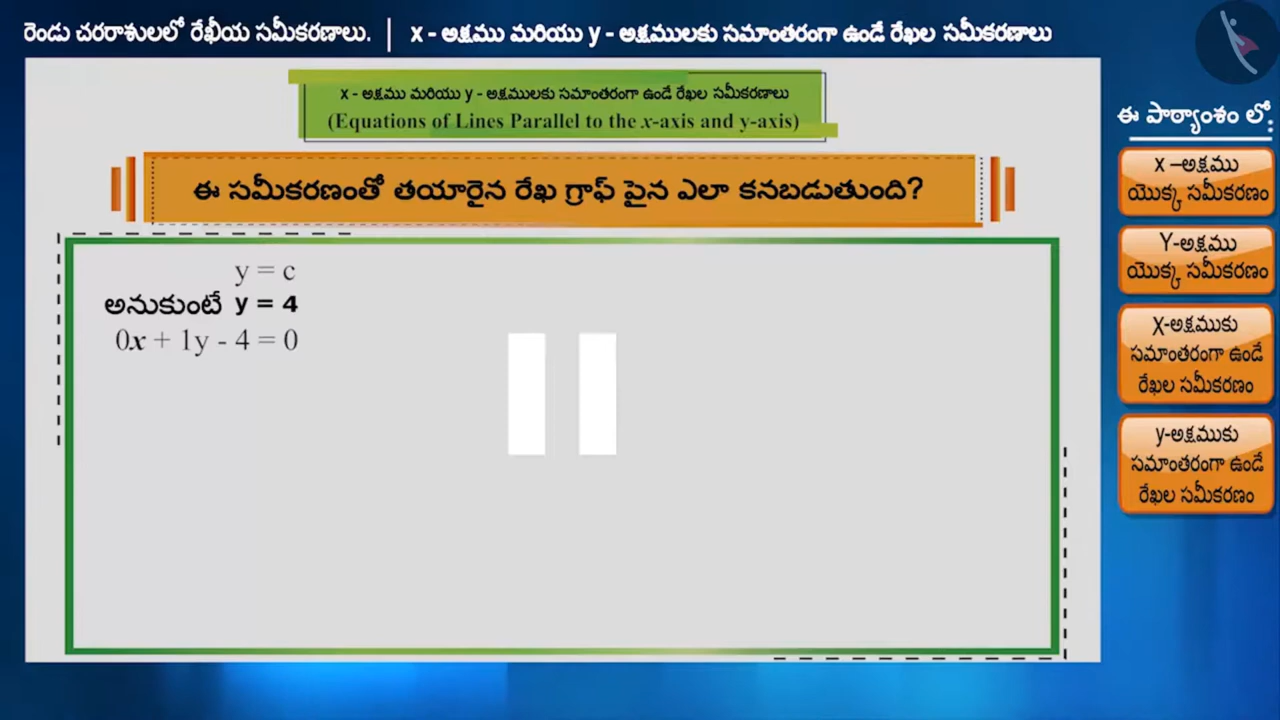 రెండు చరరాశులలో రేఖీయ సమీకరణాలు. | x - అక్షము మరియు y - అక్షములకు సమాంతరంగా ఉండే రేఖల సమీకరణాలు
x - అక్షము మరియు y - అక్షములకు సమాంతరంగా ఉండే రేఖల సమీకరణాలు
(Equations of Lines Parallel to the x-axis and y-axis)
ఈ సమీకరణంతో తయారైన రేఖ గ్రాఫ్ పైన ఎలా కనబడుతుంది?
y = c
అనుకుంటే y = 4
0x + 1y - 4 = 0
ఈ పాఠ్యాంశం లో:
x –అక్షము
యొక్క సమీకరణం
Y-అక్షము
యొక్క సమీకరణం
X-అక్షముకు
సమాంతరంగా ఉండే
రేఖల సమీకరణం
y-అక్షముకు
సమాంతరంగా ఉండే
రేఖల సమీకరణం